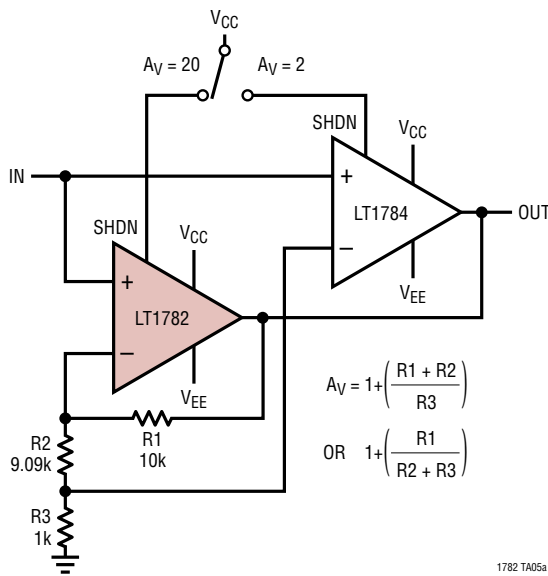 VCC
AV = 20
AV = 2
SHDN
VCC
IN
+
LT1784
OUT
−
SHDN
VCC
VEE
+
LT1782
−
VEE
AV = 1+(R1 + R2 / R3)
R1
10k
R2
9.09k
OR 1+(R1 / R2 + R3)
R3
1k
1782 TA05a